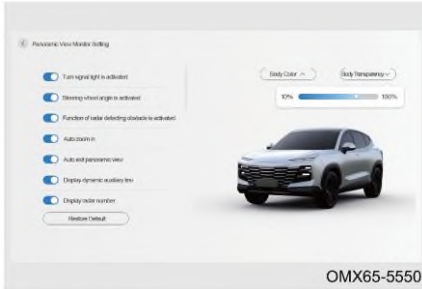 Panoramic View Monitor Setting
Turn signal light is activated
Steering wheel angle is activated
Function of radar detecting obstacle is activated
Auto zoom in
Auto exit panoramic view
Display dynamic auxiliary line
Display radar number
Restore Default
Body Color
Body Transparency
10%
100%
OMX65-5550